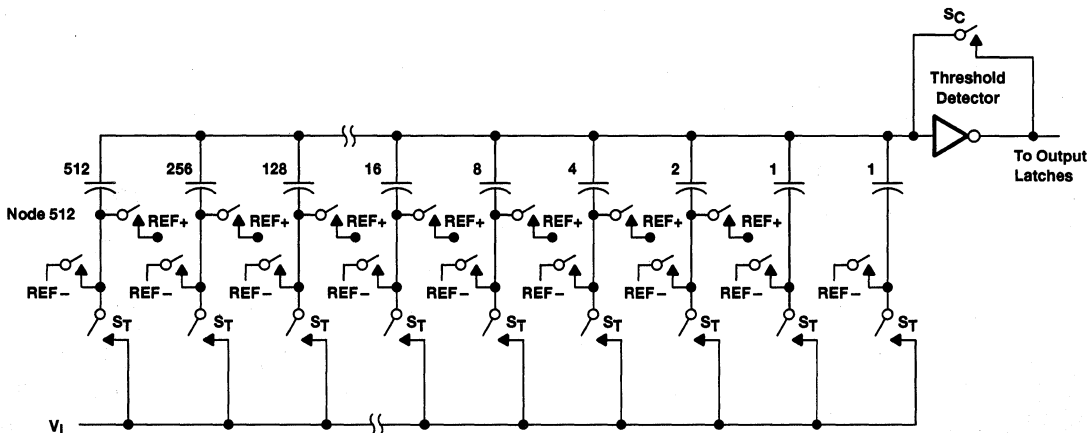 SC
Threshold
Detector
To Output
Latches
512 256 128 16 8 4 2 1 1
Node 512 REF+ REF+ REF+ REF+ REF+ REF+ REF+
REF− REF− REF− REF− REF− REF− REF− REF− REF−
ST ST ST ST ST ST ST ST ST
VI